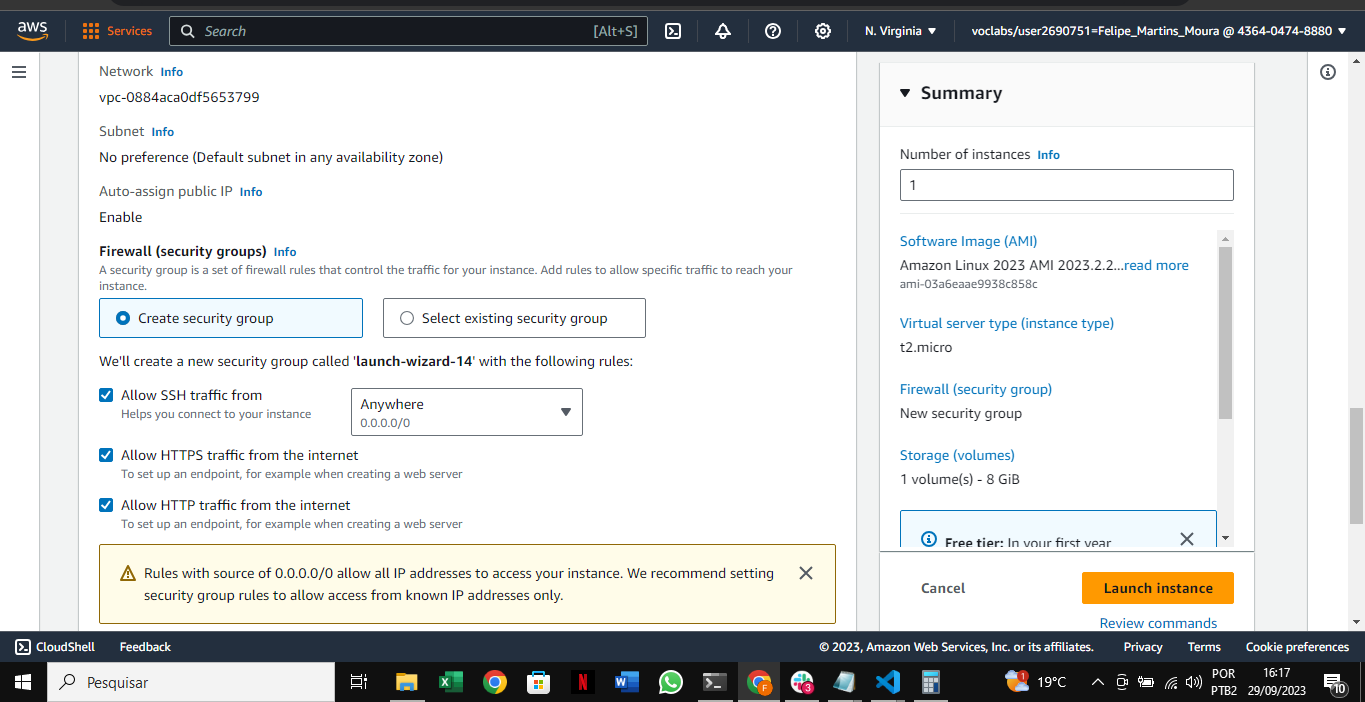 aws
Services
Search
[Alt+S]
N. Virginia
voclabs/user2690751=Felipe_Martins_Moura @ 4364-0474-8880
Network Info
vpc-0884aca0df5653799
Subnet Info
No preference (Default subnet in any availability zone)
Auto-assign public IP Info
Enable
Firewall (security groups) Info
A security group is a set of firewall rules that control the traffic for your instance. Add rules to allow specific traffic to reach your
instance.
Create security group
Select existing security group
We'll create a new security group called 'launch-wizard-14' with the following rules:
Allow SSH traffic from
Helps you connect to your instance
Anywhere
0.0.0.0/0
Allow HTTPS traffic from the internet
To set up an endpoint, for example when creating a web server
Allow HTTP traffic from the internet
To set up an endpoint, for example when creating a web server
Rules with source of 0.0.0.0/0 allow all IP addresses to access your instance. We recommend setting
security group rules to allow access from known IP addresses only.
Summary
Number of instances Info
1
Software Image (AMI)
Amazon Linux 2023 AMI 2023.2.2...read more
ami-03a6eaae9938c858c
Virtual server type (instance type)
t2.micro
Firewall (security group)
New security group
Storage (volumes)
1 volume(s) - 8 GiB
Free tier: In your first year
Cancel
Launch instance
Review commands
CloudShell
Feedback
© 2023, Amazon Web Services, Inc. or its affiliates.
Privacy
Terms
Cookie preferences
Pesquisar
F
3
1
19°C
POR
PTB2
16:17
29/09/2023
10